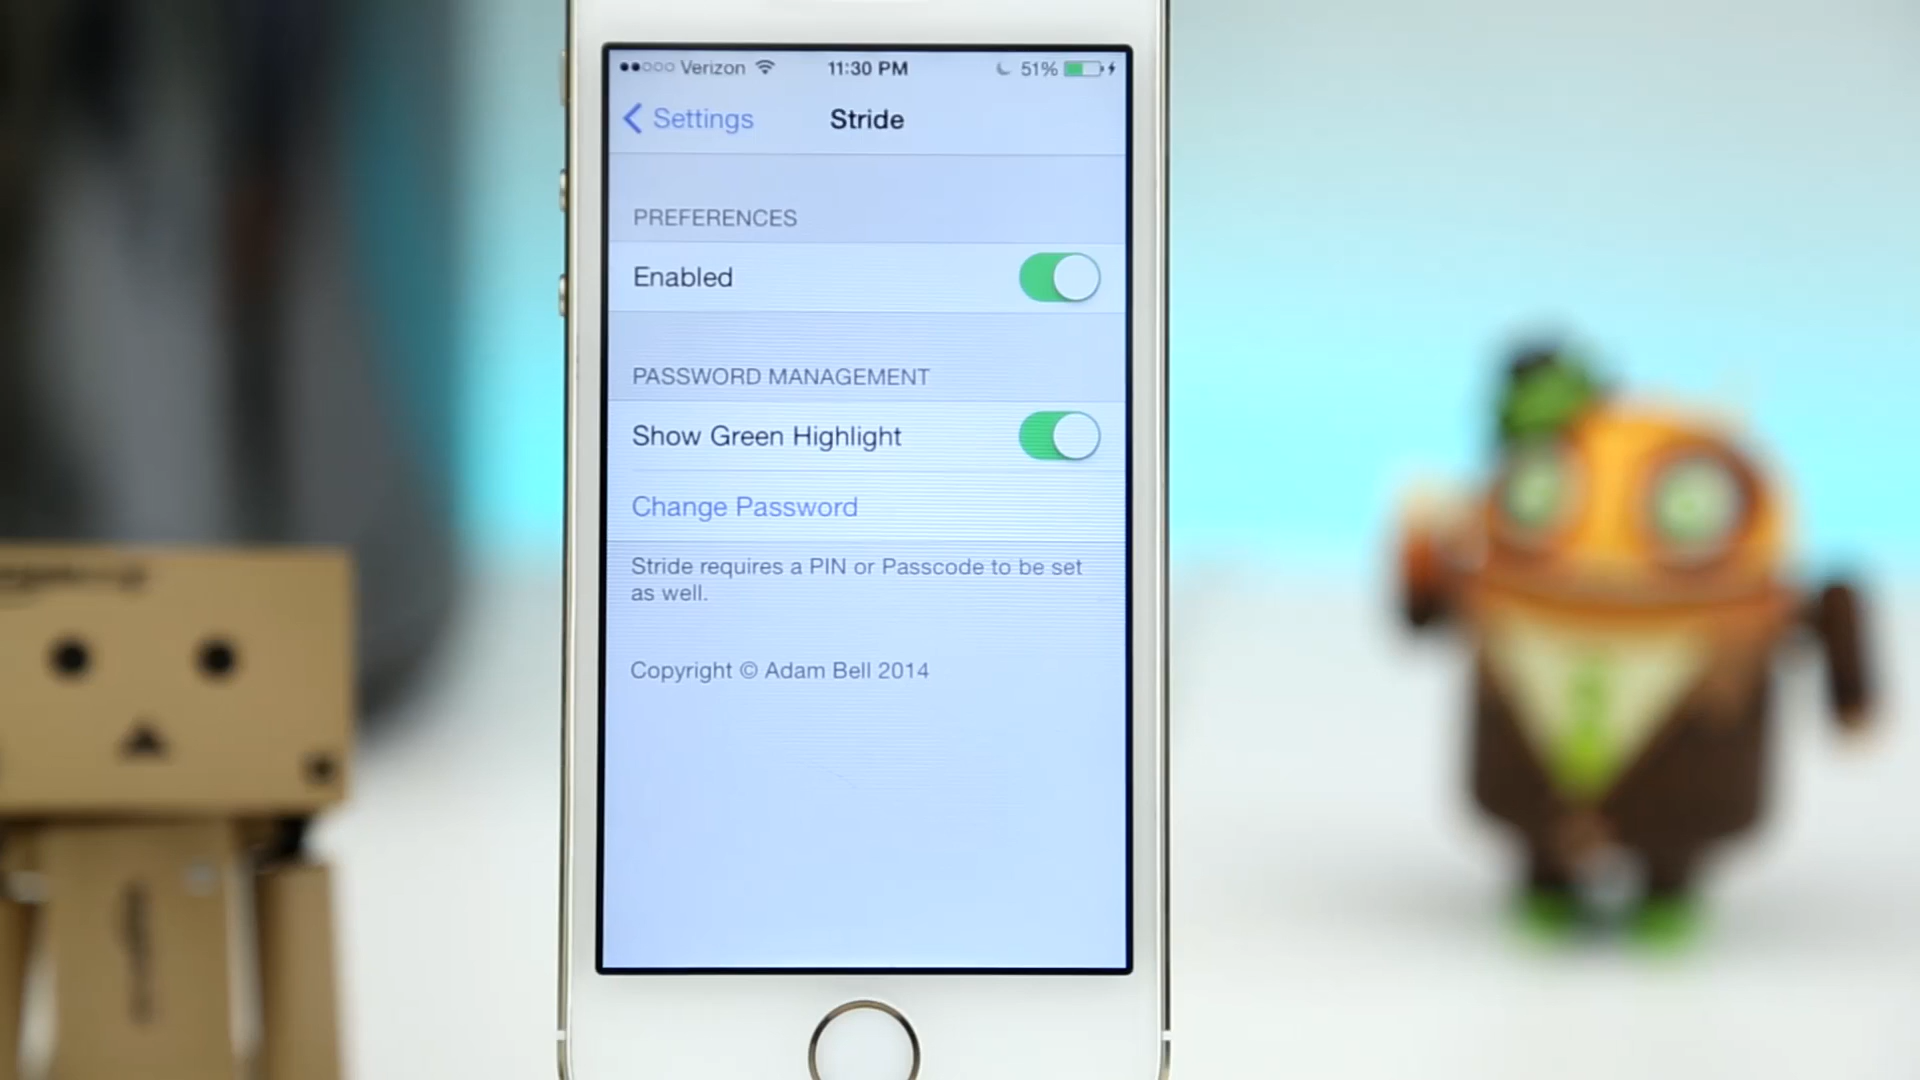 Verizon 11:30 PM 51%
Settings Stride
PREFERENCES
Enabled
PASSWORD MANAGEMENT
Show Green Highlight
Change Password
Stride requires a PIN or Passcode to be set
as well.
Copyright © Adam Bell 2014